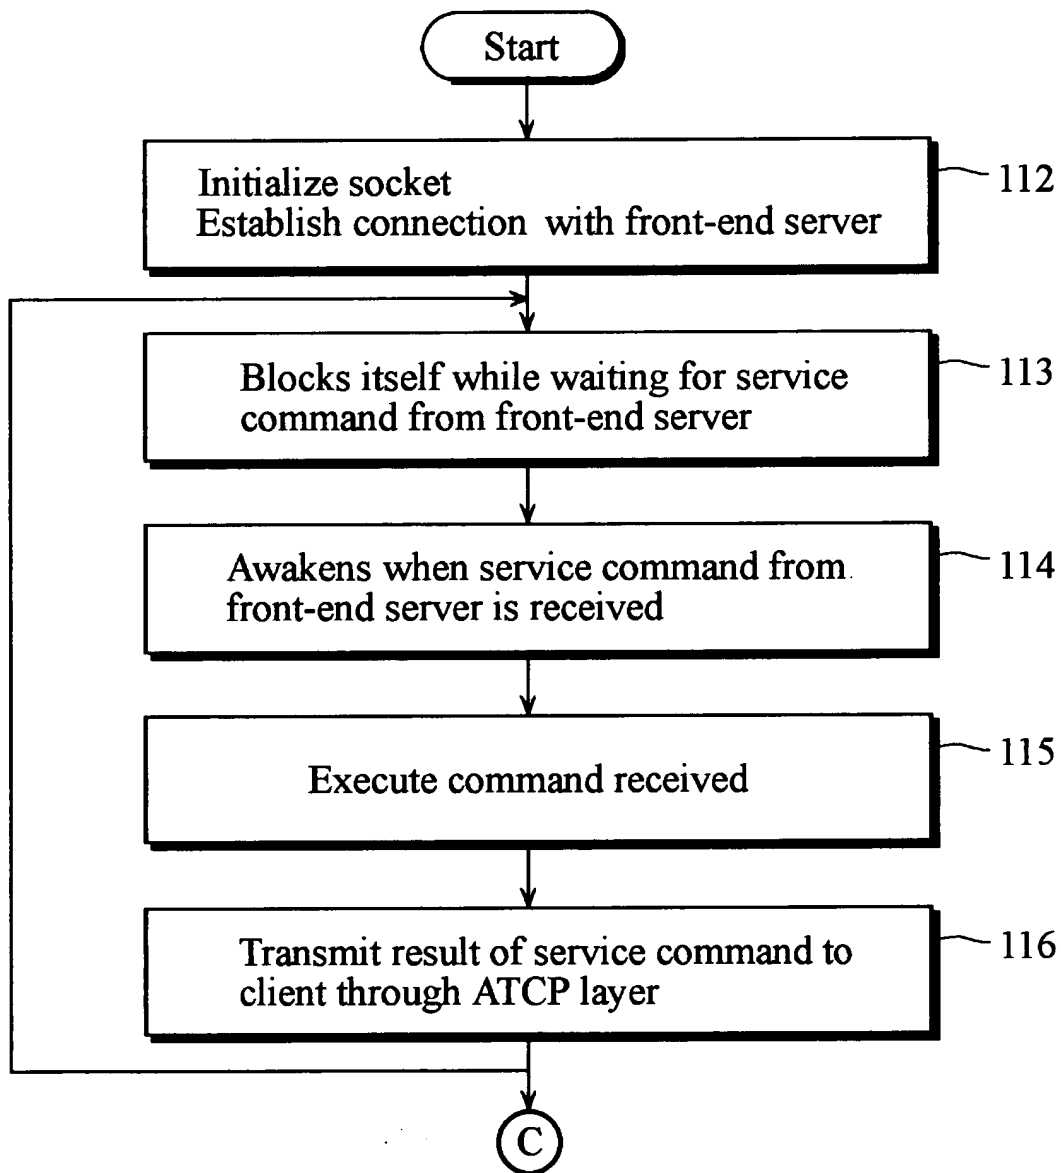 Start
Initialize socket
Establish connection with front-end server
112
Blocks itself while waiting for service
command from front-end server
113
Awakens when service command from
front-end server is received
114
Execute command received
115
Transmit result of service command to
client through ATCP layer
116
C